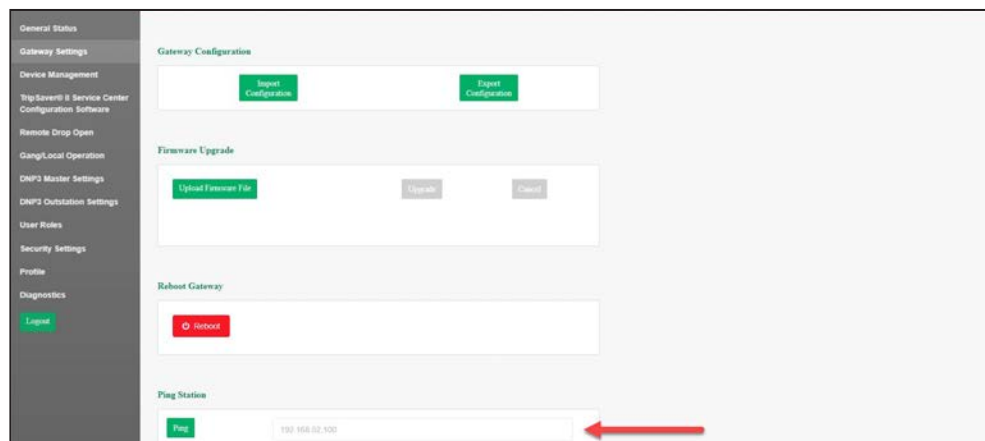 General Status
Gateway Settings
Device Management
TripSaver® II Service Center
Configuration Software
Remote Drop Open
Gang/Local Operation
DNP3 Master Settings
DNP3 Outstation Settings
User Roles
Security Settings
Profile
Diagnostics
Logout
Gateway Configuration
Import
Configuration
Export
Configuration
Firmware Upgrade
Upload Firmware File
Upgrade
Cancel
Reboot Gateway
Reboot
Ping Station
Ping
192.168.02.100